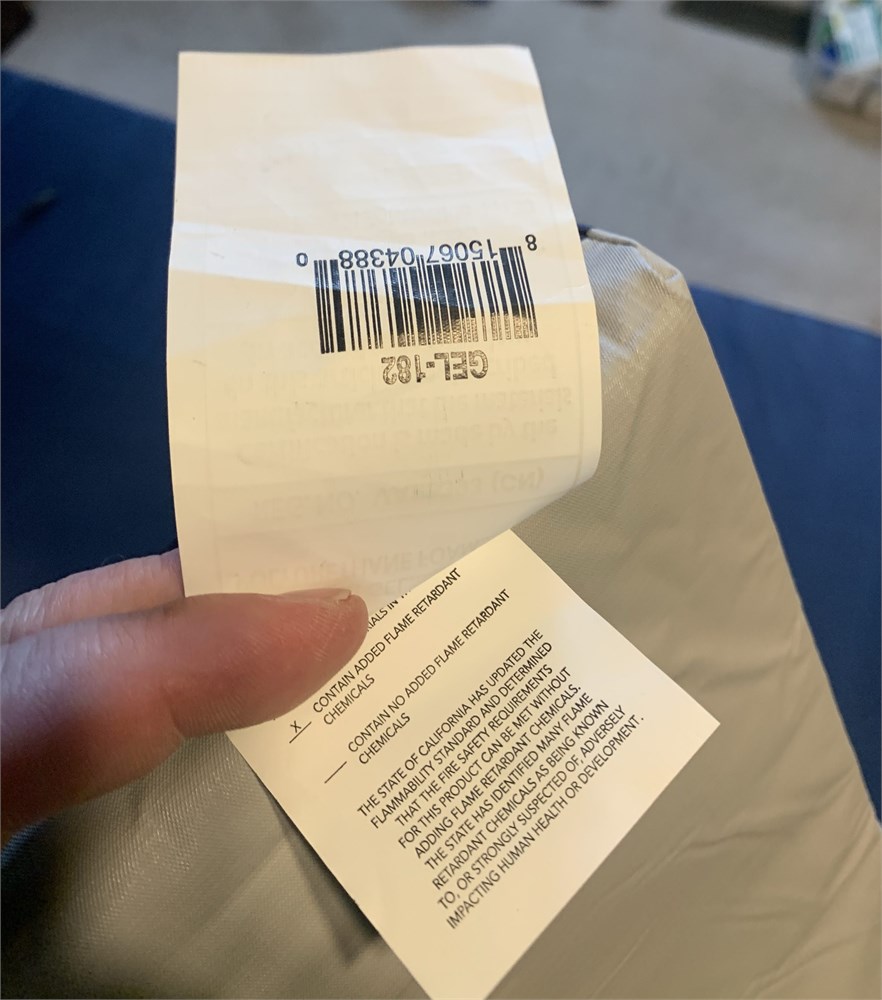 8 15067 04388 0
GEL-182
CONTAIN ADDED FLAME RETARDANT
X CHEMICALS
CONTAIN NO ADDED FLAME RETARDANT
CHEMICALS
THE STATE OF CALIFORNIA HAS UPDATED THE
FLAMMABILITY STANDARD AND DETERMINED
THAT THE FIRE SAFETY REQUIREMENTS
FOR THIS PRODUCT CAN BE MET WITHOUT
ADDING FLAME RETARDANT CHEMICALS.
THE STATE HAS IDENTIFIED MANY FLAME
RETARDANT CHEMICALS AS BEING KNOWN
TO, OR STRONGLY SUSPECTED OF, ADVERSELY
IMPACTING HUMAN HEALTH OR DEVELOPMENT.